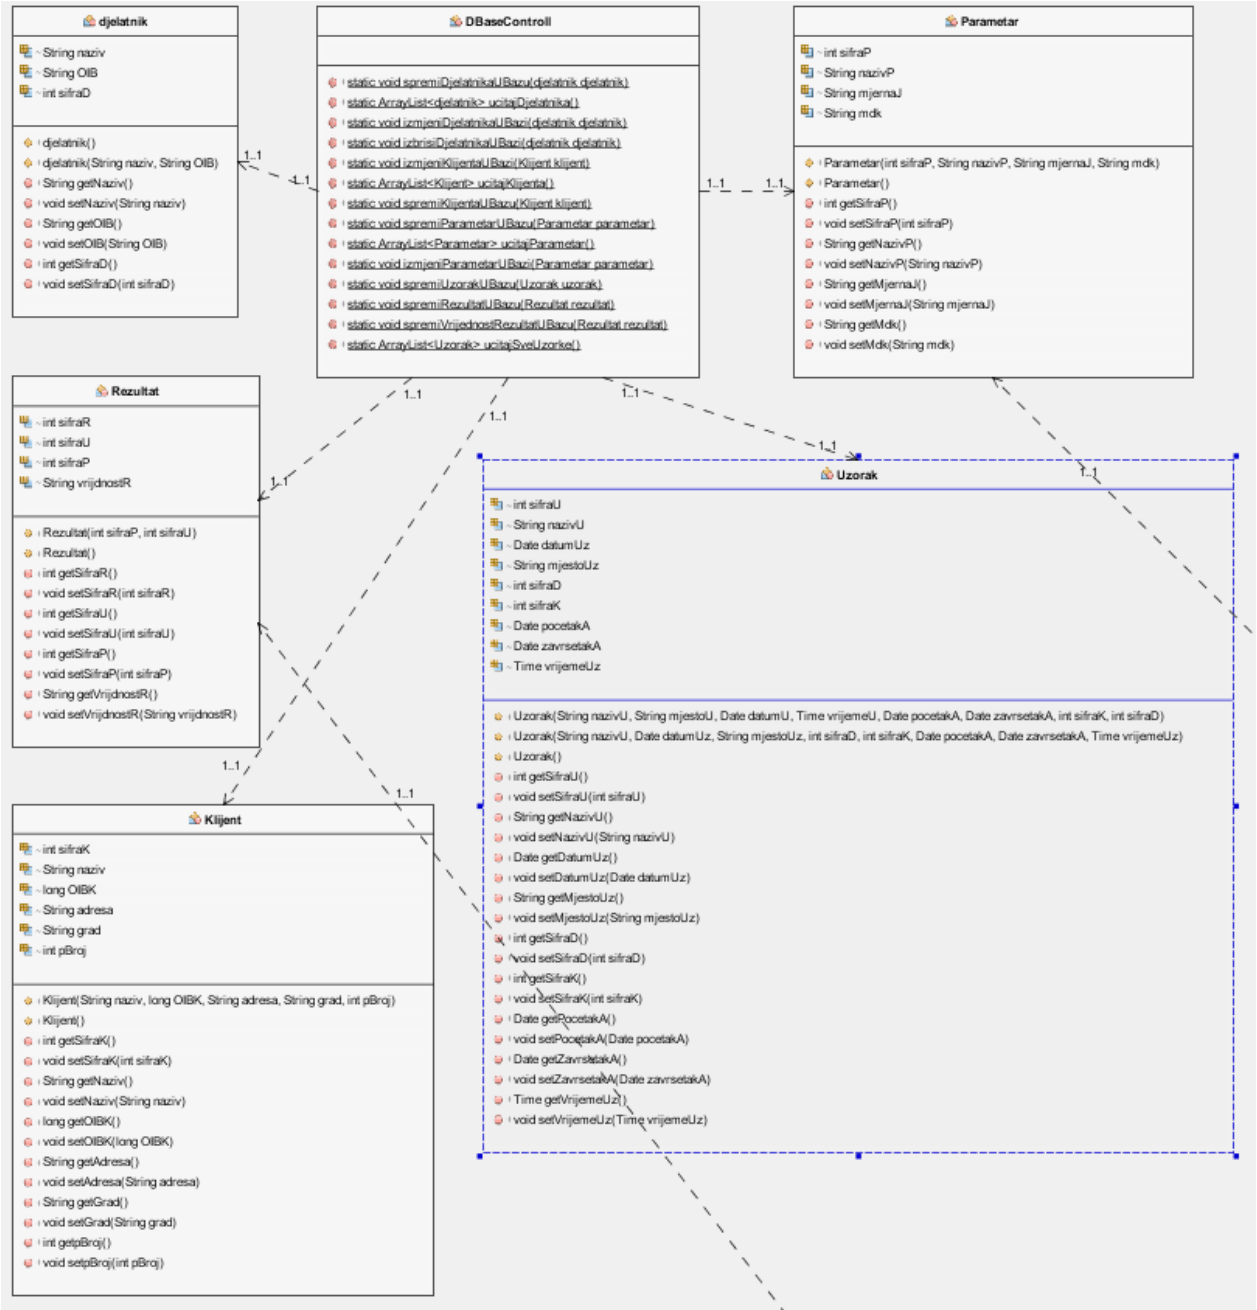 djelatnik
~ String naziv
~ String OIB
~ int sifraD
djelatnik()
djelatnik(String naziv, String OIB)
String getNaziv()
void setNaziv(String naziv)
String getOIB()
void setOIB(String OIB)
int getSifraD()
void setSifraD(int sifraD)
1..1
1..1
DBaseControll
static void spremiDjelatnikaUBazu(djelatnik djelatnik)
static ArrayList<djelatnik> ucitajDjelatnika()
static void izmjeniDjelatnikaUBazi(djelatnik djelatnik)
static void izbrisiDjelatnikaUBazi(djelatnik djelatnik)
static void izmjeniKlijentaUBazi(Klijent klijent)
static ArrayList<Klijent> ucitajKlijenta()
static void spremiKlijentaUBazu(Klijent klijent)
static void spremiParametarUBazu(Parametar parametar)
static ArrayList<Parametar> ucitajParametar()
static void izmjeniParametarUBazi(Parametar parametar)
static void spremiUzorakUBazu(Uzorak uzorak)
static void spremiRezultatUBazu(Rezultat rezultat)
static void spremiVrijednostRezultatUBazu(Rezultat rezultat)
static ArrayList<Uzorak> ucitajSveUzorke()
1..1
1..1
Parametar
~ int sifraP
~ String nazivP
~ String mjernaJ
~ String mdk
Parametar(int sifraP, String nazivP, String mjernaJ, String mdk)
Parametar()
int getSifraP()
void setSifraP(int sifraP)
String getNazivP()
void setNazivP(String nazivP)
String getMjernaJ()
void setMjernaJ(String mjernaJ)
String getMdk()
void setMdk(String mdk)
1..1
1..1
1..1
1..1
1..1
1..1
Rezultat
~ int sifraR
~ int sifraU
~ int sifraP
~ String vrijdnostR
Rezultat(int sifraP, int sifraU)
Rezultat()
int getSifraR()
void setSifraR(int sifraR)
int getSifraU()
void setSifraU(int sifraU)
int getSifraP()
void setSifraP(int sifraP)
String getVrijdnostR()
void setVrijdnostR(String vrijdnostR)
Uzorak
~ int sifraU
~ String nazivU
~ Date datumUz
~ String mjestoUz
~ int sifraD
~ int sifraK
~ Date pocetakA
~ Date zavrsetakA
~ Time vrijemeUz
Uzorak(String nazivU, String mjestoU, Date datumU, Time vrijemeU, Date pocetakA, Date zavrsetakA, int sifraK, int sifraD)
Uzorak(String nazivU, Date datumUz, String mjestoUz, int sifraD, int sifraK, Date pocetakA, Date zavrsetakA, Time vrijemeUz)
Uzorak()
int getSifraU()
void setSifraU(int sifraU)
String getNazivU()
void setNazivU(String nazivU)
Date getDatumUz()
void setDatumUz(Date datumUz)
String getMjestoUz()
void setMjestoUz(String mjestoUz)
int getSifraD()
void setSifraD(int sifraD)
int getSifraK()
void setSifraK(int sifraK)
Date getPocetakA()
void setPocetakA(Date pocetakA)
Date getZavrsetakA()
void setZavrsetakA(Date zavrsetakA)
Time getVrijemeUz()
void setVrijemeUz(Time vrijemeUz)
1..1
1..1
Klijent
~ int sifraK
~ String naziv
~ long OIBK
~ String adresa
~ String grad
~ int pBroj
Klijent(String naziv, long OIBK, String adresa, String grad, int pBroj)
Klijent()
int getSifraK()
void setSifraK(int sifraK)
String getNaziv()
void setNaziv(String naziv)
long getOIBK()
void setOIBK(long OIBK)
String getAdresa()
void setAdresa(String adresa)
String getGrad()
void setGrad(String grad)
int getpBroj()
void setpBroj(int pBroj)